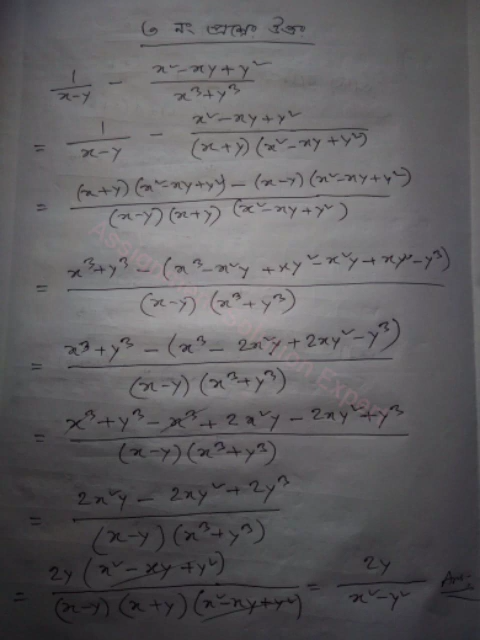 ৩ নং প্রশ্নের উত্তর
1/(x-y) - (x²-xy+y²)/(x³+y³)
= 1/(x-y) - (x²-xy+y²)/((x+y)(x²-xy+y²))
= ((x+y)(x²-xy+y²) - (x-y)(x²-xy+y²))/((x-y)(x+y)(x²-xy+y²))
= (x³+y³ - (x³-x²y+xy²-x²y+xy²-y³))/((x-y)(x³+y³))
= (x³+y³ - (x³ - 2x²y + 2xy² - y³))/((x-y)(x³+y³))
= (x³+y³ - x³ + 2x²y - 2xy² + y³)/((x-y)(x³+y³))
= (2x²y - 2xy² + 2y³)/((x-y)(x³+y³))
= 2y(x²-xy+y²)/((x-y)(x+y)(x²-xy+y²)) = 2y/(x²-y²) Ans